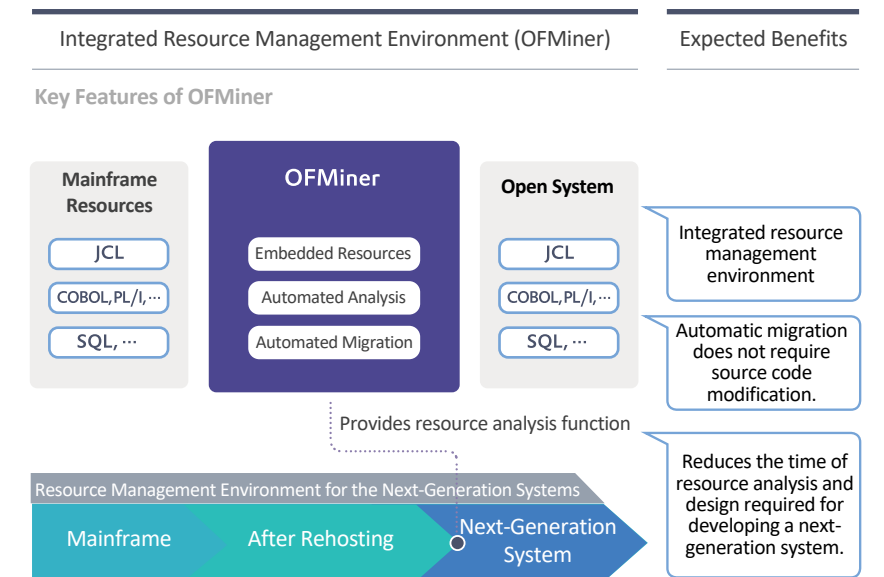 Integrated Resource Management Environment (OFMiner)
Expected Benefits
Key Features of OFMiner
Mainframe
Resources
JCL
COBOL,PL/I,···
SQL, ···
OFMiner
Embedded Resources
Automated Analysis
Automated Migration
Open System
JCL
COBOL,PL/I,···
SQL, ···
Integrated resource
management
environment
Automatic migration
does not require
source code
modification.
Provides resource analysis function
Reduces the time of
resource analysis and
design required for
developing a next-
generation system.
Resource Management Environment for the Next-Generation Systems
Mainframe
After Rehosting
Next-Generation
System